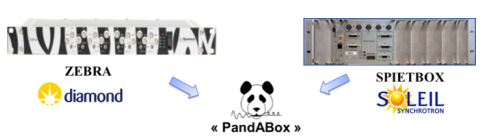 ZEBRA
diamond
SPIETBOX
SOLEIL
SYNCHROTRON
« PandABox »